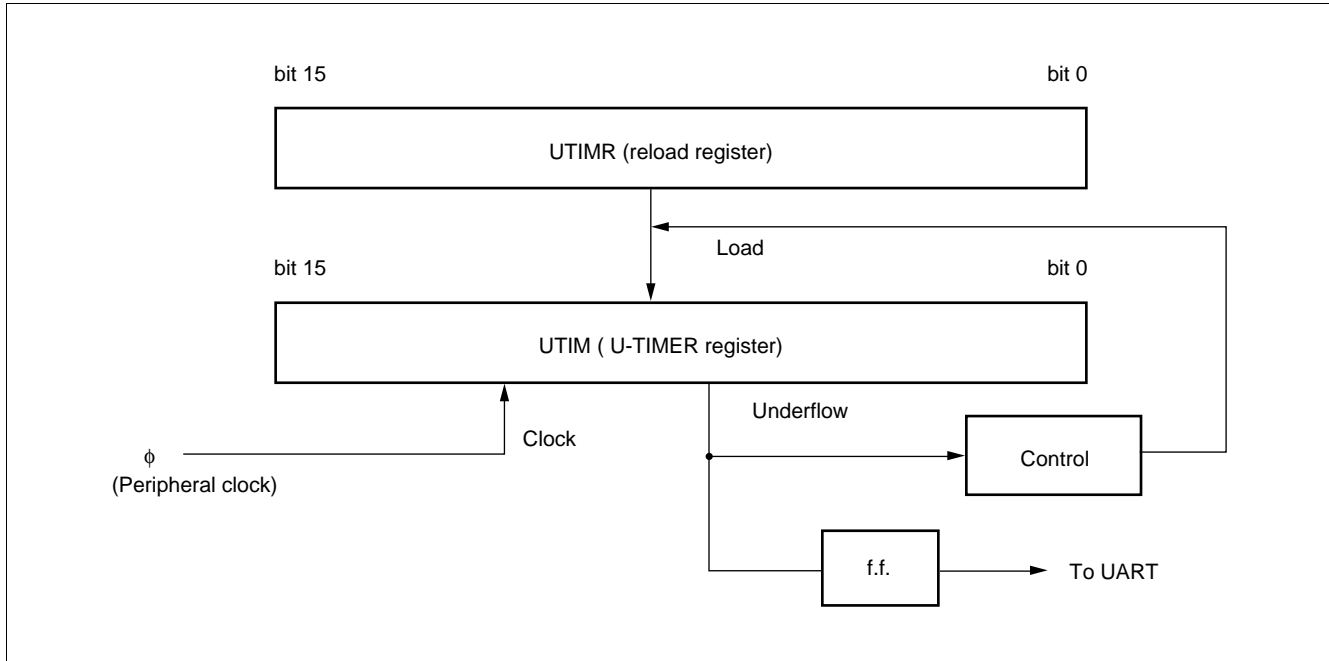 bit 15
bit 0
UTIMR (reload register)
Load
bit 15
bit 0
UTIM ( U-TIMER register)
Underflow
Clock
Control
ϕ
(Peripheral clock)
f.f.
To UART